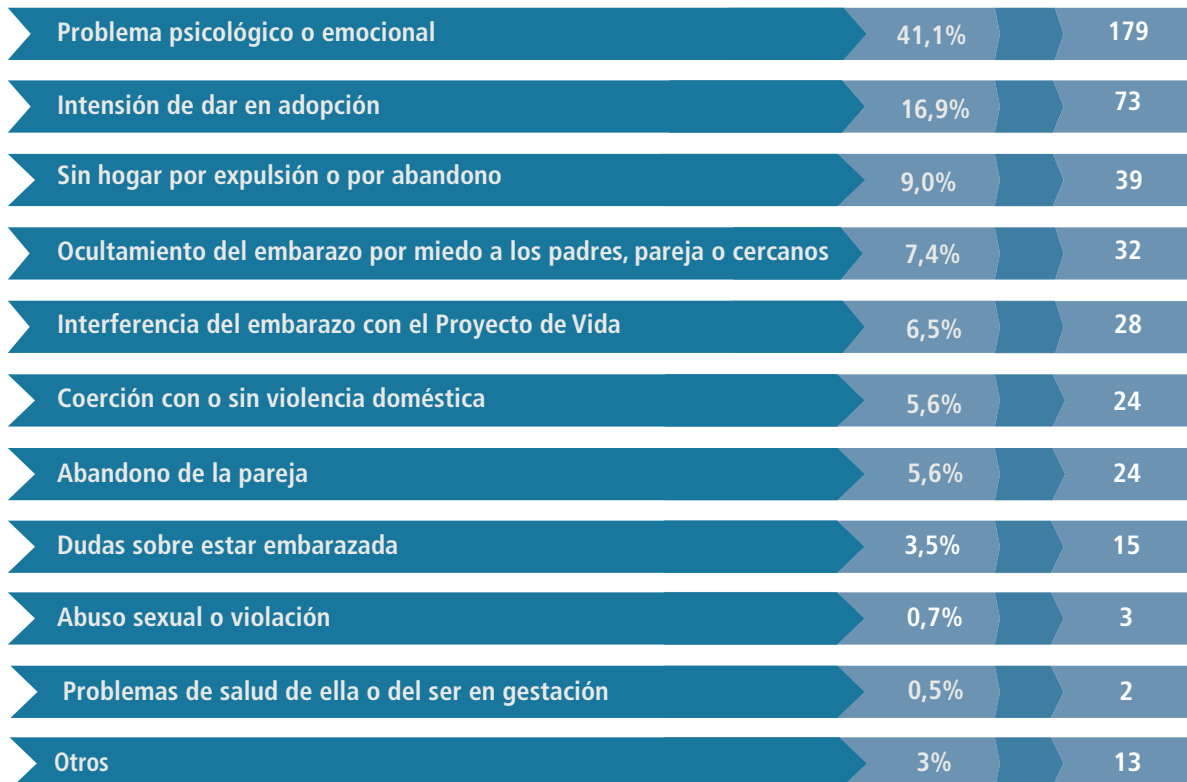 Problema psicológico o emocional 41,1% 179
Intensión de dar en adopción 16,9% 73
Sin hogar por expulsión o por abandono 9,0% 39
Ocultamiento del embarazo por miedo a los padres, pareja o cercanos 7,4% 32
Interferencia del embarazo con el Proyecto de Vida 6,5% 28
Coerción con o sin violencia doméstica 5,6% 24
Abandono de la pareja 5,6% 24
Dudas sobre estar embarazada 3,5% 15
Abuso sexual o violación 0,7% 3
Problemas de salud de ella o del ser en gestación 0,5% 2
Otros 3% 13